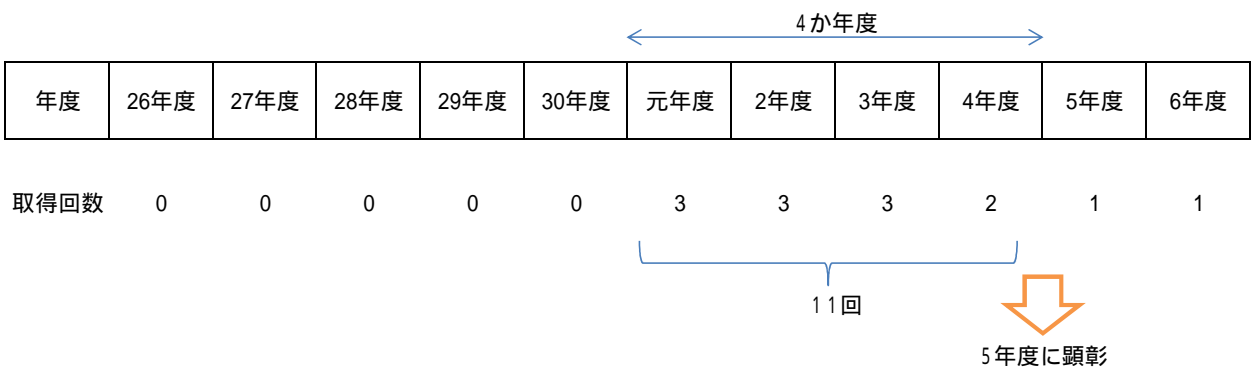 4か年度
年度 26年度 27年度 28年度 29年度 30年度 元年度 2年度 3年度 4年度 5年度 6年度
取得回数 0 0 0 0 0 3 3 3 2 1 1
11回
5年度に顕彰